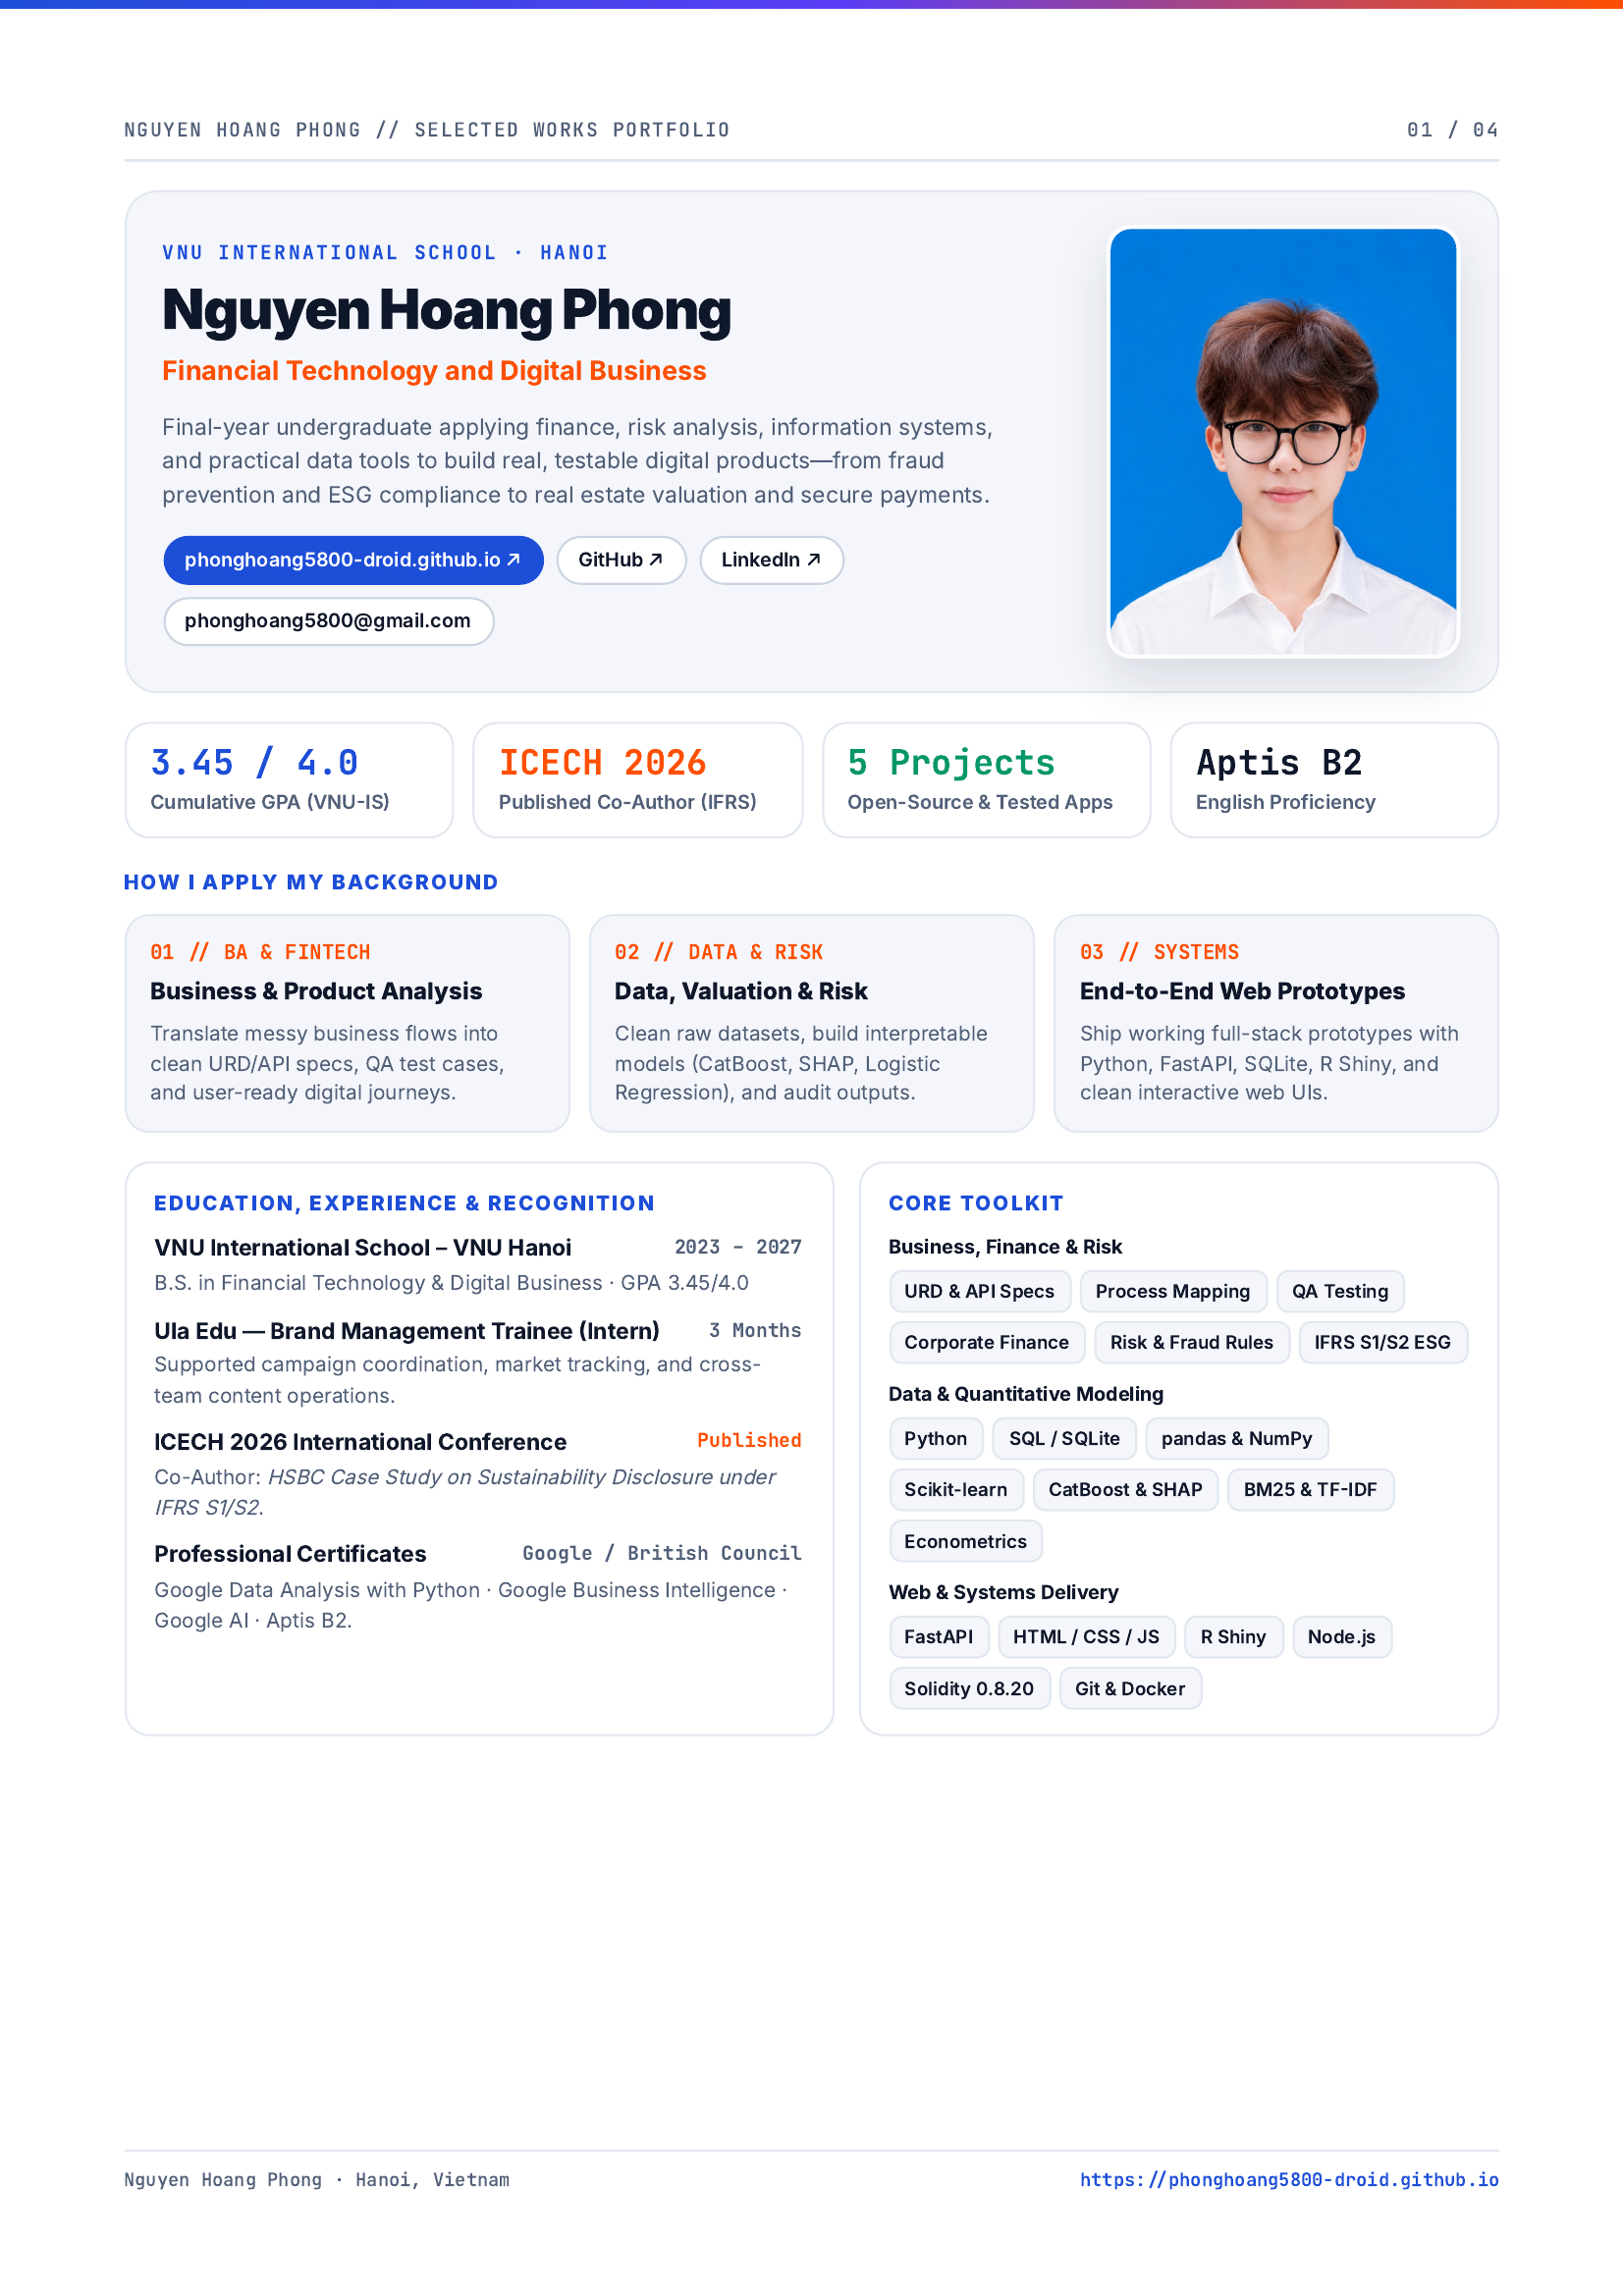 NGUYEN HOANG PHONG // SELECTED WORKS PORTFOLIO
01 / 04
VNU INTERNATIONAL SCHOOL · HANOI
Nguyen Hoang Phong
Financial Technology and Digital Business
Final-year undergraduate applying finance, risk analysis, information systems,
and practical data tools to build real, testable digital products—from fraud
prevention and ESG compliance to real estate valuation and secure payments.
phonghoang5800-droid.github.io ↗
GitHub ↗
LinkedIn ↗
phonghoang5800@gmail.com
3.45 / 4.0
Cumulative GPA (VNU-IS)
ICECH 2026
Published Co-Author (IFRS)
5 Projects
Open-Source & Tested Apps
Aptis B2
English Proficiency
HOW I APPLY MY BACKGROUND
01 // BA & FINTECH
Business & Product Analysis
Translate messy business flows into
clean URD/API specs, QA test cases,
and user-ready digital journeys.
02 // DATA & RISK
Data, Valuation & Risk
Clean raw datasets, build interpretable
models (CatBoost, SHAP, Logistic
Regression), and audit outputs.
03 // SYSTEMS
End-to-End Web Prototypes
Ship working full-stack prototypes with
Python, FastAPI, SQLite, R Shiny, and
clean interactive web UIs.
EDUCATION, EXPERIENCE & RECOGNITION
VNU International School – VNU Hanoi
2023 – 2027
B.S. in Financial Technology & Digital Business · GPA 3.45/4.0
Ula Edu — Brand Management Trainee (Intern)
3 Months
Supported campaign coordination, market tracking, and cross-
team content operations.
ICECH 2026 International Conference
Published
Co-Author: HSBC Case Study on Sustainability Disclosure under
IFRS S1/S2.
Professional Certificates
Google / British Council
Google Data Analysis with Python · Google Business Intelligence ·
Google AI · Aptis B2.
CORE TOOLKIT
Business, Finance & Risk
URD & API Specs
Process Mapping
QA Testing
Corporate Finance
Risk & Fraud Rules
IFRS S1/S2 ESG
Data & Quantitative Modeling
Python
SQL / SQLite
pandas & NumPy
Scikit-learn
CatBoost & SHAP
BM25 & TF-IDF
Econometrics
Web & Systems Delivery
FastAPI
HTML / CSS / JS
R Shiny
Node.js
Solidity 0.8.20
Git & Docker
Nguyen Hoang Phong · Hanoi, Vietnam
https://phonghoang5800-droid.github.io